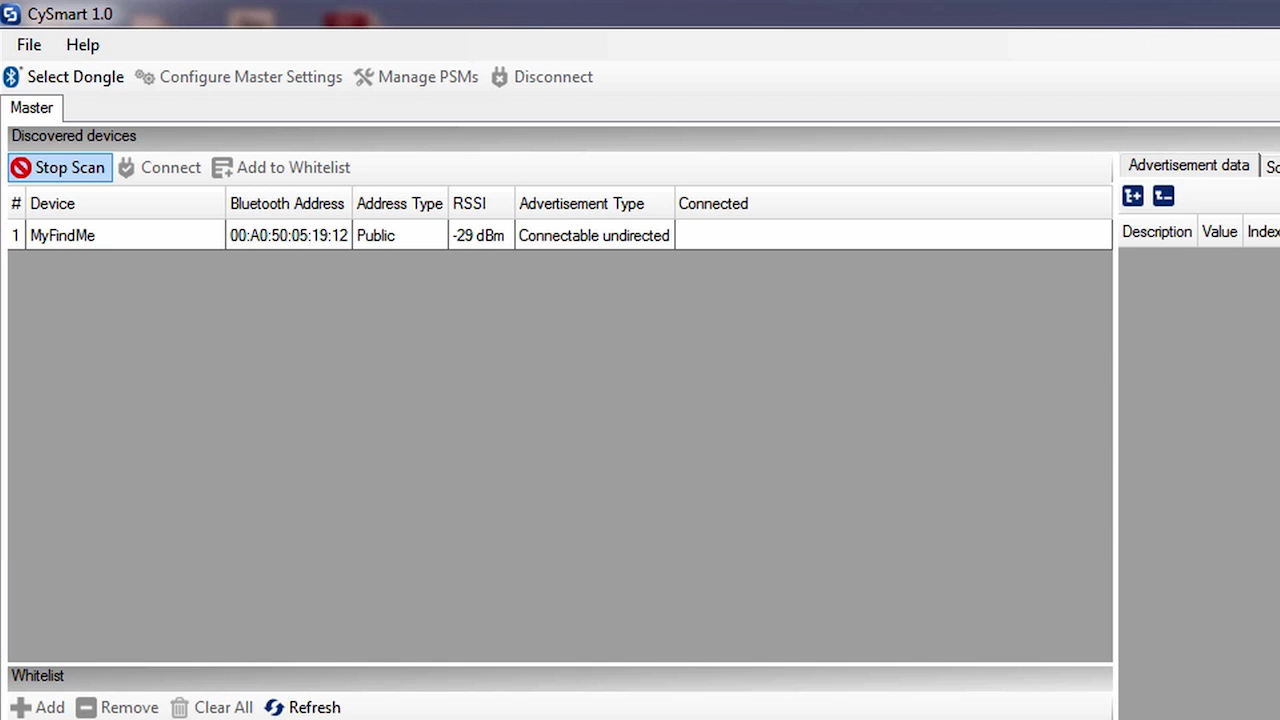 CySmart 1.0
File Help
Select Dongle Configure Master Settings Manage PSMs Disconnect
Master
Discovered devices
Stop Scan Connect Add to Whitelist
# Device Bluetooth Address Address Type RSSI Advertisement Type Connected
1 MyFindMe 00:A0:50:05:19:12 Public -29 dBm Connectable undirected
Advertisement data Sc
Description Value Index
Whitelist
Add Remove Clear All Refresh